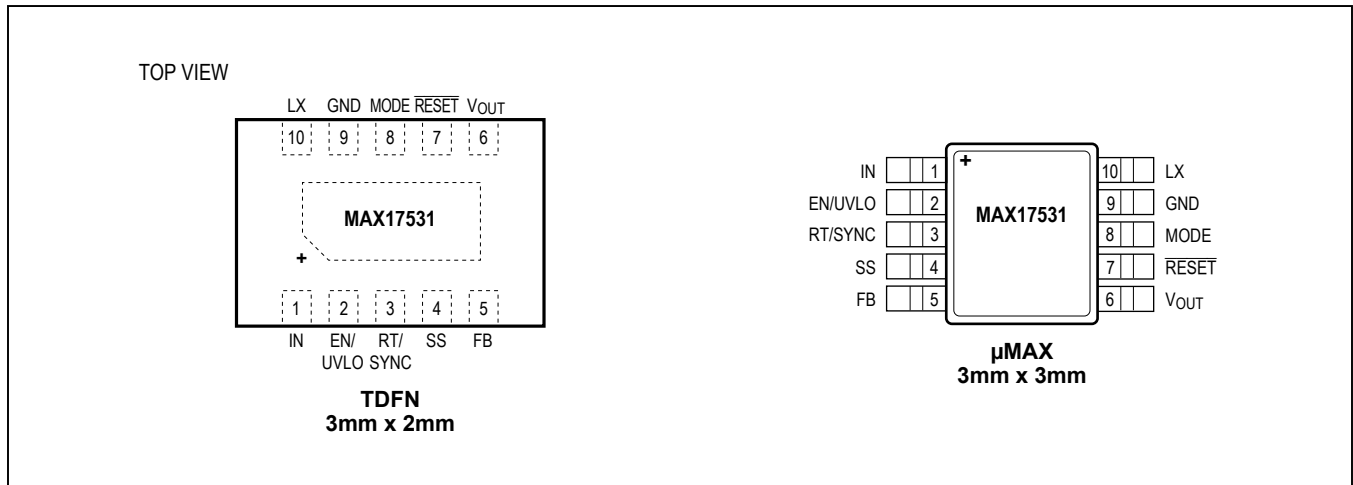 TOP VIEW
LX GND MODE RESET VOUT
10 9 8 7 6
MAX17531
+
1 2 3 4 5
IN EN/ RT/ SS FB
UVLO SYNC
TDFN
3mm x 2mm
+
IN 1 10 LX
EN/UVLO 2 MAX17531 9 GND
RT/SYNC 3 8 MODE
SS 4 7 RESET
FB 5 6 VOUT
µMAX
3mm x 3mm